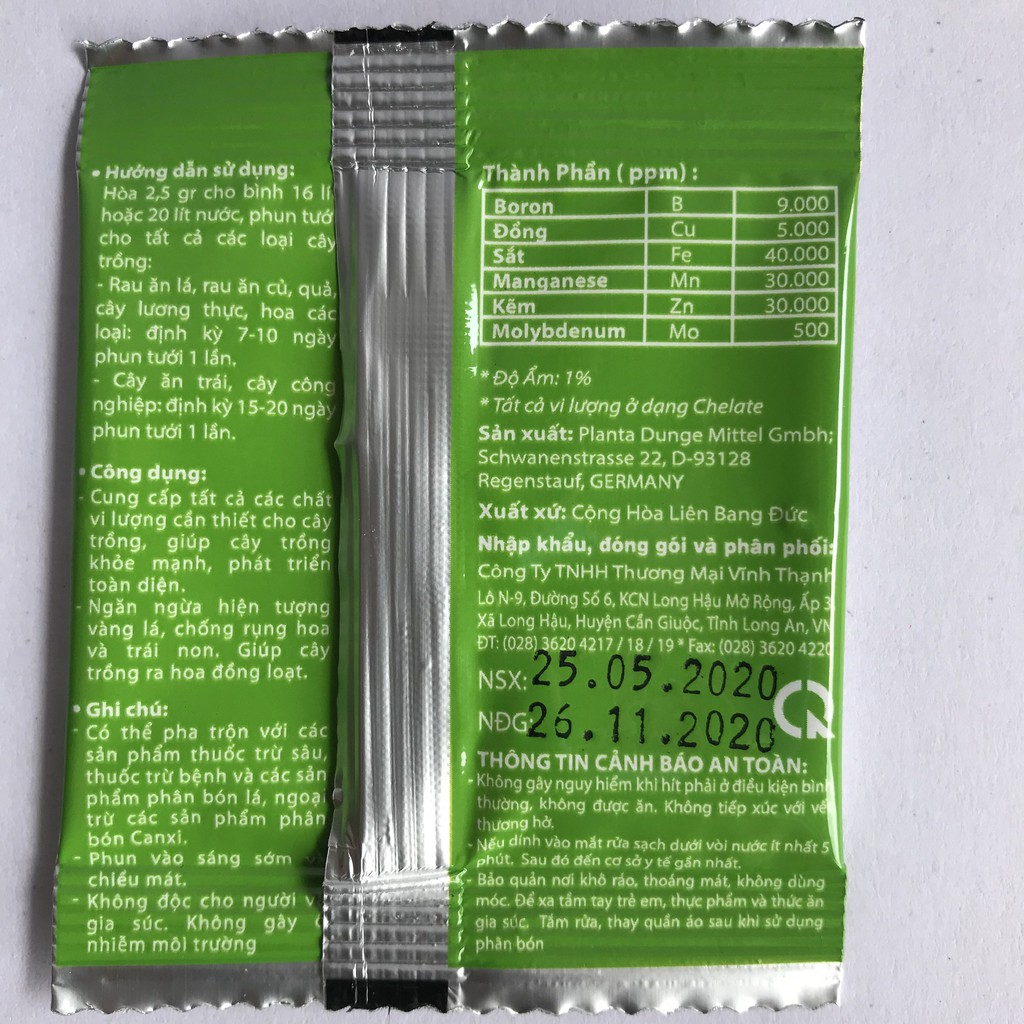 • Hướng dẫn sử dụng:
Hòa 2,5 gr cho bình 16 lí
hoặc 20 lít nước, phun tướ
cho tất cả các loại cây
trồng:
- Rau ăn lá, rau ăn củ, quả,
cây lương thực, hoa các
loại: định kỳ 7-10 ngày
phun tưới 1 lần.
- Cây ăn trái, cây công
nghiệp: định kỳ 15-20 ngày
phun tưới 1 lần.
• Công dụng:
- Cung cấp tất cả các chất
vi lượng cần thiết cho cây
trồng, giúp cây trồng
khỏe mạnh, phát triển
toàn diện.
- Ngăn ngừa hiện tượng
vàng lá, chống rụng hoa
và trái non. Giúp cây
trồng ra hoa đồng loạt.
• Ghi chú:
- Có thể pha trộn với các
sản phẩm thuốc trừ sâu,
thuốc trừ bệnh và các sản
phẩm phân bón lá, ngoại
trừ các sản phẩm phân
bón Canxi.
- Phun vào sáng sớm
chiều mát.
- Không độc cho người v
gia súc. Không gây
nhiễm môi trường
Thành Phần ( ppm) :
Boron B 9.000
Đồng Cu 5.000
Sắt Fe 40.000
Manganese Mn 30.000
Kẽm Zn 30.000
Molybdenum Mo 500
* Độ Ẩm: 1%
* Tất cả vi lượng ở dạng Chelate
Sản xuất: Planta Dunge Mittel Gmbh;
Schwanenstrasse 22, D-93128
Regenstauf, GERMANY
Xuất xứ: Cộng Hòa Liên Bang Đức
Nhập khẩu, đóng gói và phân phối:
Công Ty TNHH Thương Mại Vĩnh Thạnh
Lô N-9, Đường Số 6, KCN Long Hậu Mở Rộng, Ấp 3
Xã Long Hậu, Huyện Cần Giuộc, Tỉnh Long An, VN
ĐT: (028) 3620 4217 / 18 / 19 * Fax: (028) 3620 4220
NSX: 25.05.2020
NĐG: 26.11.2020
THÔNG TIN CẢNH BÁO AN TOÀN:
- Không gây nguy hiểm khi hít phải ở điều kiện bình
thường, không được ăn. Không tiếp xúc với vế
thương hở.
- Nếu dính vào mắt rửa sạch dưới vòi nước ít nhất 5
phút. Sau đó đến cơ sở y tế gần nhất.
- Bảo quản nơi khô ráo, thoáng mát, không dùng
móc. Để xa tầm tay trẻ em, thực phẩm và thức ăn
gia súc. Tắm rửa, thay quần áo sau khi sử dụng
phân bón